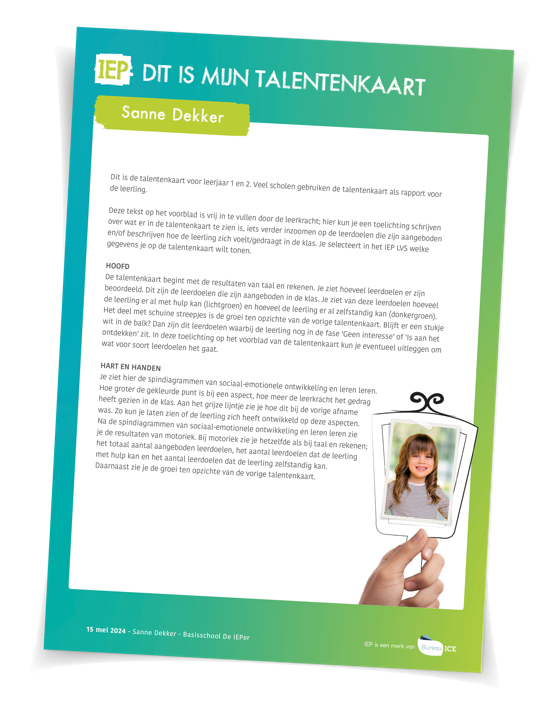 IEP DIT IS MIJN TALENTENKAART
Sanne Dekker
Dit is de talentenkaart voor leerjaar 1 en 2. Veel scholen gebruiken de talentenkaart als rapport voor
de leerling.
Deze tekst op het voorblad is vrij in te vullen door de leerkracht; hier kun je een toelichting schrijven
over wat er in de talentenkaart te zien is, iets verder inzoomen op de leerdoelen die zijn aangeboden
en/of beschrijven hoe de leerling zich voelt/gedraagt in de klas. Je selecteert in het IEP LVS welke
gegevens je op de talentenkaart wilt tonen.
HOOFD
De talentenkaart begint met de resultaten van taal en rekenen. Je ziet hoeveel leerdoelen er zijn
beoordeeld. Dit zijn de leerdoelen die zijn aangeboden in de klas. Je ziet van deze leerdoelen hoeveel
de leerling er al met hulp kan (lichtgroen) en hoeveel de leerling er al zelfstandig kan (donkergroen).
Het deel met schuine streepjes is de groei ten opzichte van de vorige talentenkaart. Blijft er een stukje
wit in de balk? Dan zijn dit leerdoelen waarbij de leerling nog in de fase 'Geen interesse' of 'Is aan het
ontdekken' zit. In deze toelichting op het voorblad van de talentenkaart kun je eventueel uitleggen om
wat voor soort leerdoelen het gaat.
HART EN HANDEN
Je ziet hier de spindiagrammen van sociaal-emotionele ontwikkeling en leren leren.
Hoe groter de gekleurde punt is bij een aspect, hoe meer de leerkracht het gedrag
heeft gezien in de klas. Aan het grijze lijntje zie je hoe dit bij de vorige afname
was. Zo kun je laten zien of de leerling zich heeft ontwikkeld op deze aspecten.
Na de spindiagrammen van sociaal-emotionele ontwikkeling en leren leren zie
je de resultaten van motoriek. Bij motoriek zie je hetzelfde als bij taal en rekenen;
het totaal aantal aangeboden leerdoelen, het aantal leerdoelen dat de leerling
met hulp kan en het aantal leerdoelen dat de leerling zelfstandig kan.
Daarnaast zie je de groei ten opzichte van de vorige talentenkaart.
15 mei 2024 - Sanne Dekker - Basisschool De IEPer
IEP is een merk van Bureau ICE